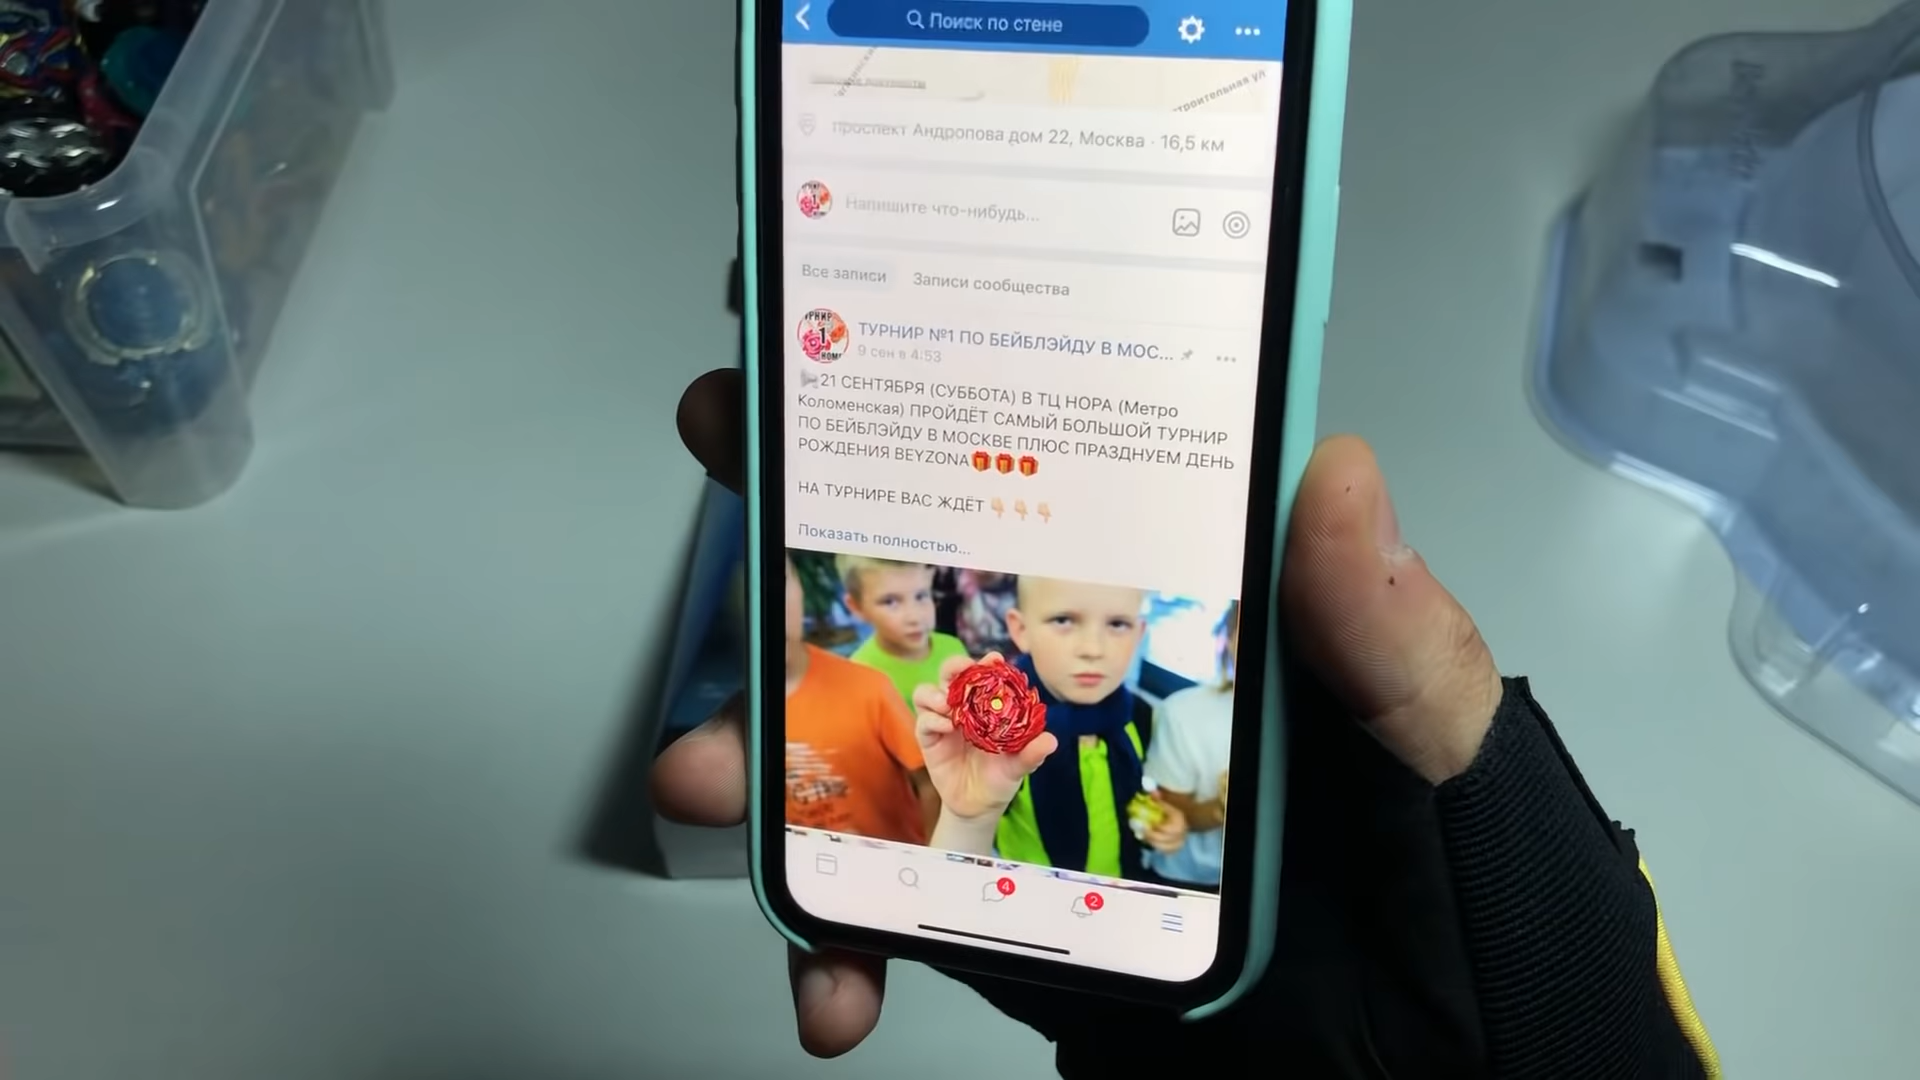 Поиск по стене
троительная ул
проспект Андропова дом 22, Москва · 16,5 км
Напишите что-нибудь...
Все записи Записи сообщества
ТУРНИР №1 ПО БЕЙБЛЭЙДУ В МОС...
9 сен в 4:53
21 СЕНТЯБРЯ (СУББОТА) В ТЦ НОРА (Метро
Коломенская) ПРОЙДЁТ САМЫЙ БОЛЬШОЙ ТУРНИР
ПО БЕЙБЛЭЙДУ В МОСКВЕ ПЛЮС ПРАЗДНУЕМ ДЕНЬ
РОЖДЕНИЯ BEYZONA🎁🎁🎁
НА ТУРНИРЕ ВАС ЖДЁТ 👇🏻👇🏻👇🏻
Показать полностью...
4
2